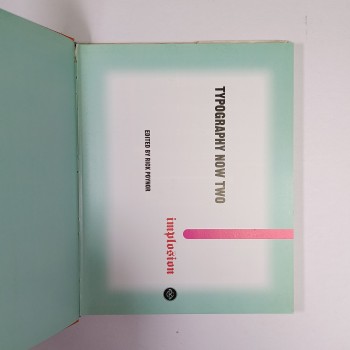 TYPOGRAPHY NOW TWO
implosion
EDITED BY RICK POYNOR